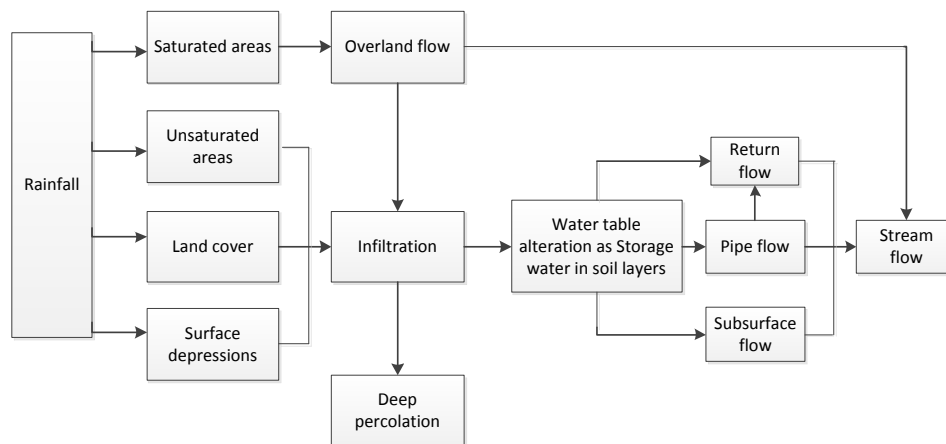 Rainfall
Saturated areas
Overland flow
Unsaturated
areas
Land cover
Surface
depressions
Infiltration
Deep
percolation
Water table
alteration as Storage
water in soil layers
Return
flow
Pipe flow
Subsurface
flow
Stream
flow